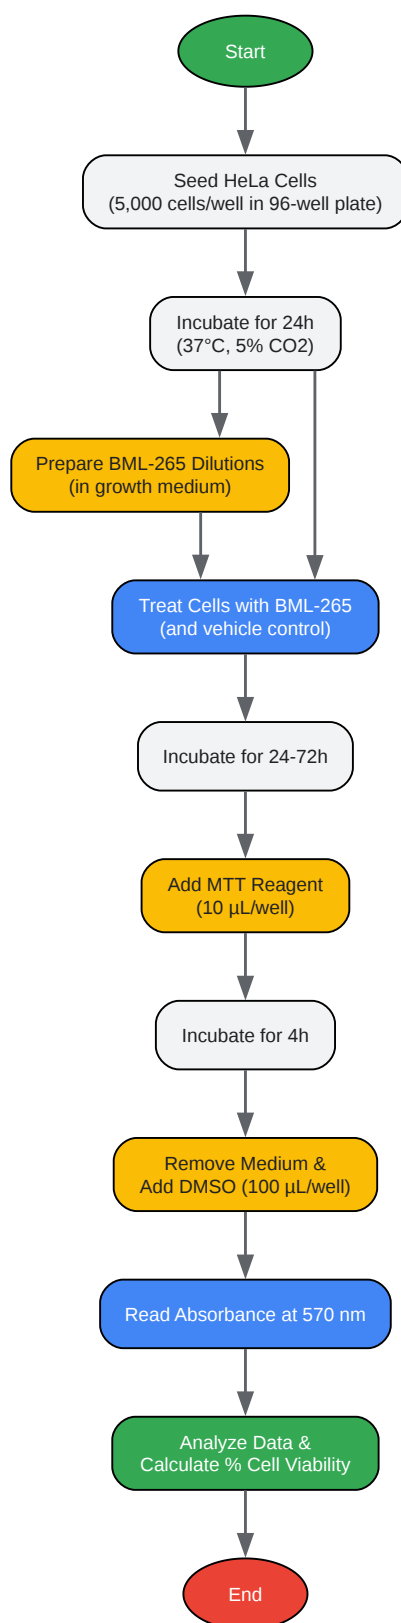 Start
Seed HeLa Cells
(5,000 cells/well in 96-well plate)
Incubate for 24h
(37°C, 5% CO2)
Prepare BML-265 Dilutions
(in growth medium)
Treat Cells with BML-265
(and vehicle control)
Incubate for 24-72h
Add MTT Reagent
(10 µL/well)
Incubate for 4h
Remove Medium &
Add DMSO (100 µL/well)
Read Absorbance at 570 nm
Analyze Data &
Calculate % Cell Viability
End